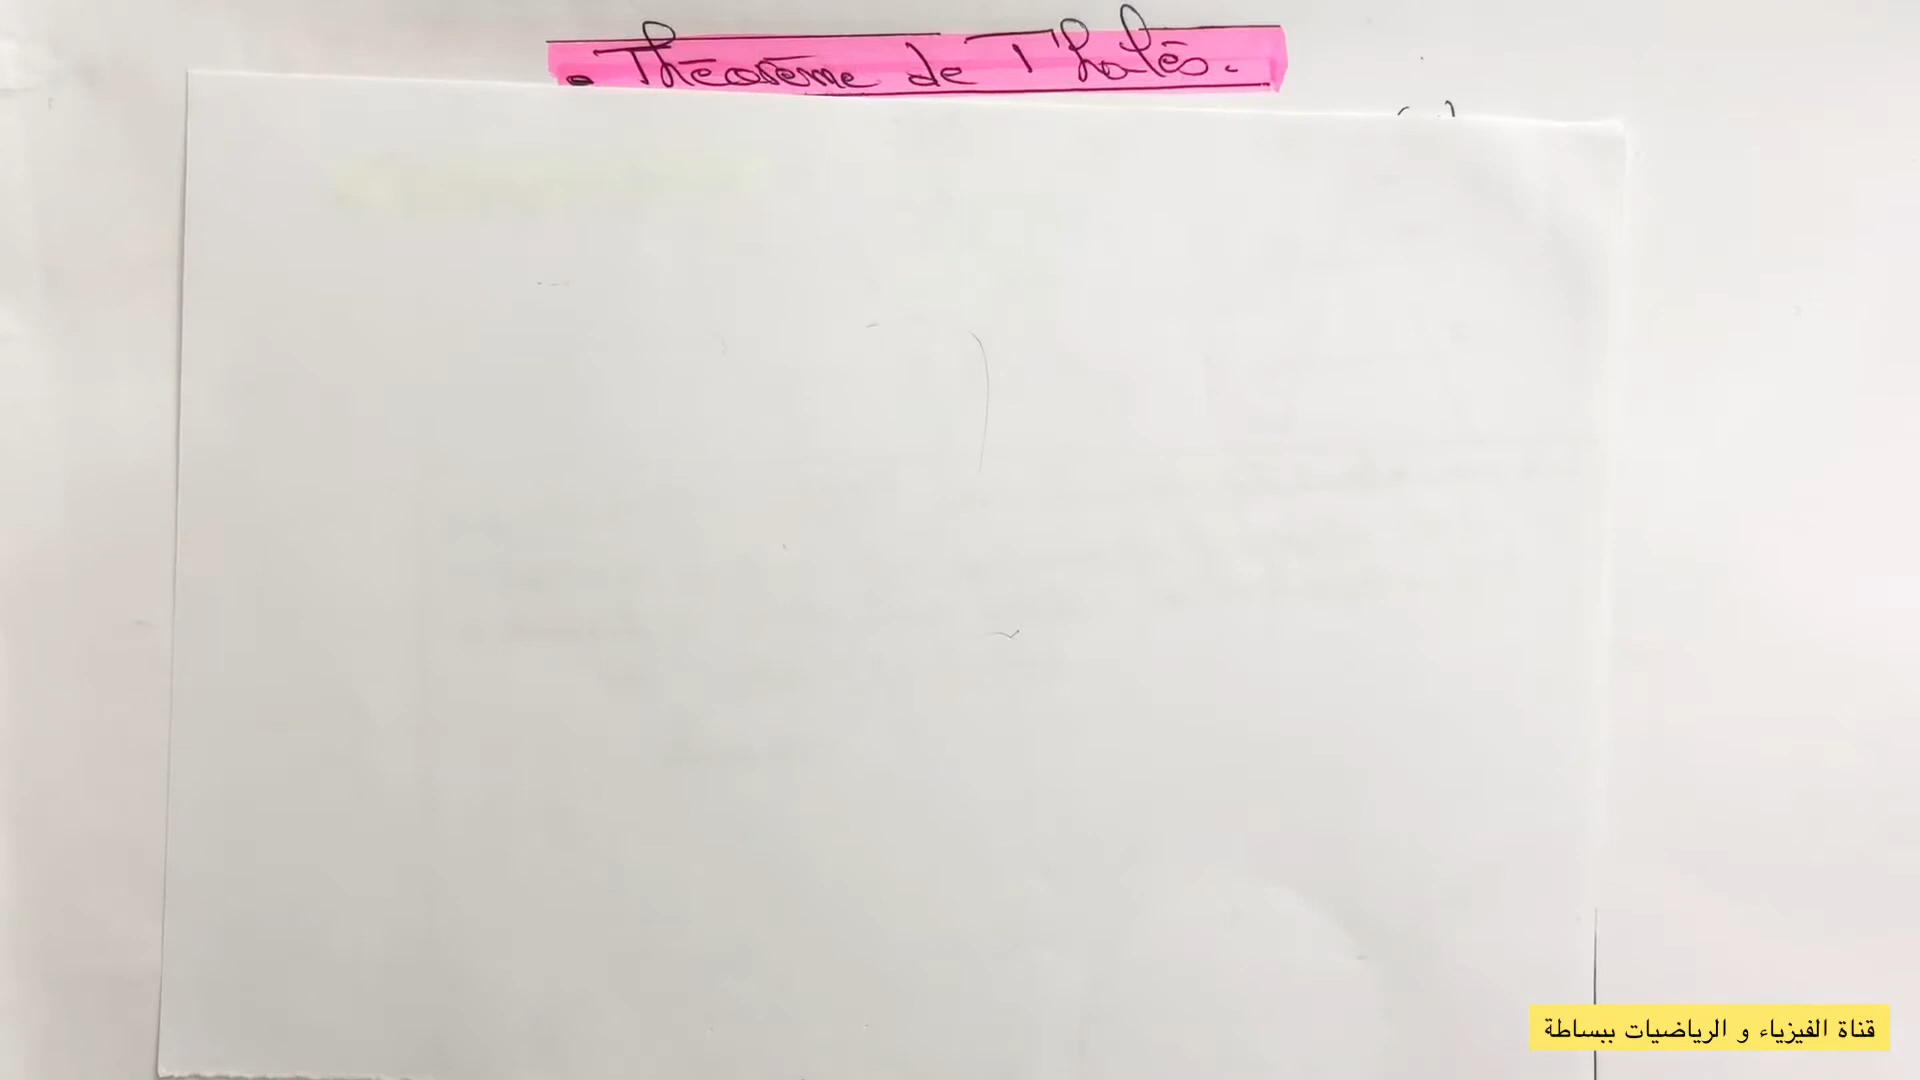 . Théorème de Thalès.
قناة الفيزياء و الرياضيات ببساطة